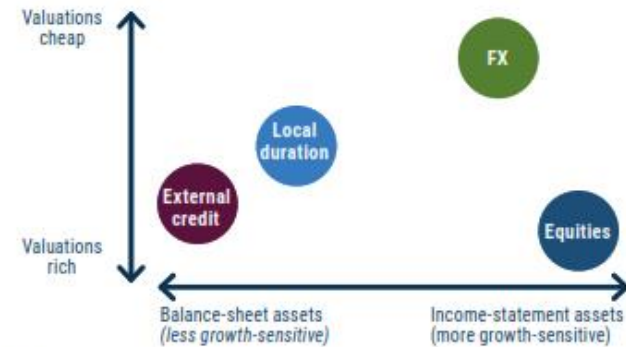 Valuations
cheap
FX
Local
duration
External
credit
Equities
Valuations
rich
Balance-sheet assets
(less growth-sensitive)
Income-statement assets
(more growth-sensitive)